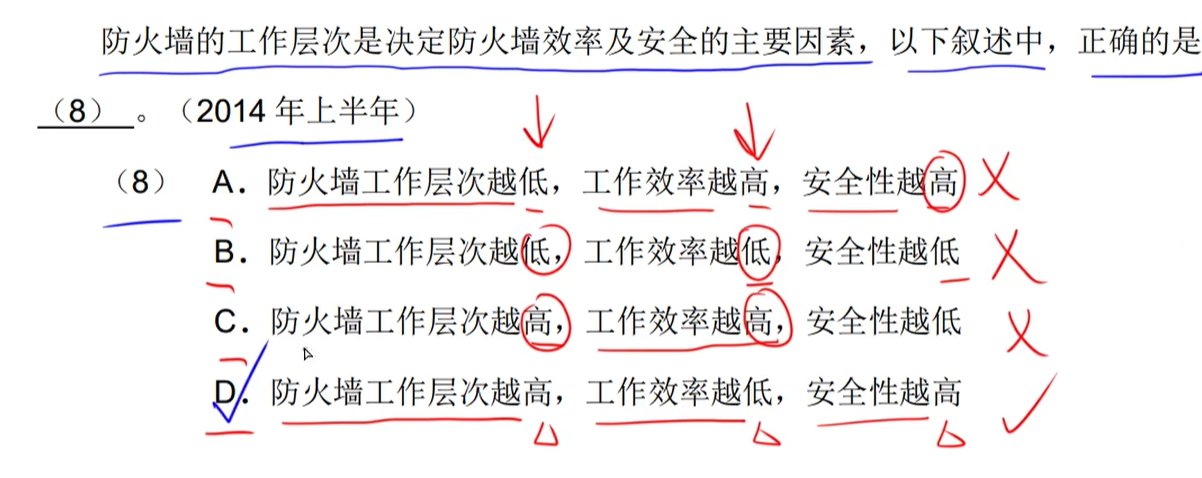 防火墙的工作层次是决定防火墙效率及安全的主要因素，以下叙述中，正确的是
（8）。（2014 年上半年）
（8） A．防火墙工作层次越低，工作效率越高，安全性越高
B．防火墙工作层次越低，工作效率越低，安全性越低
C．防火墙工作层次越高，工作效率越高，安全性越低
D．防火墙工作层次越高，工作效率越低，安全性越高